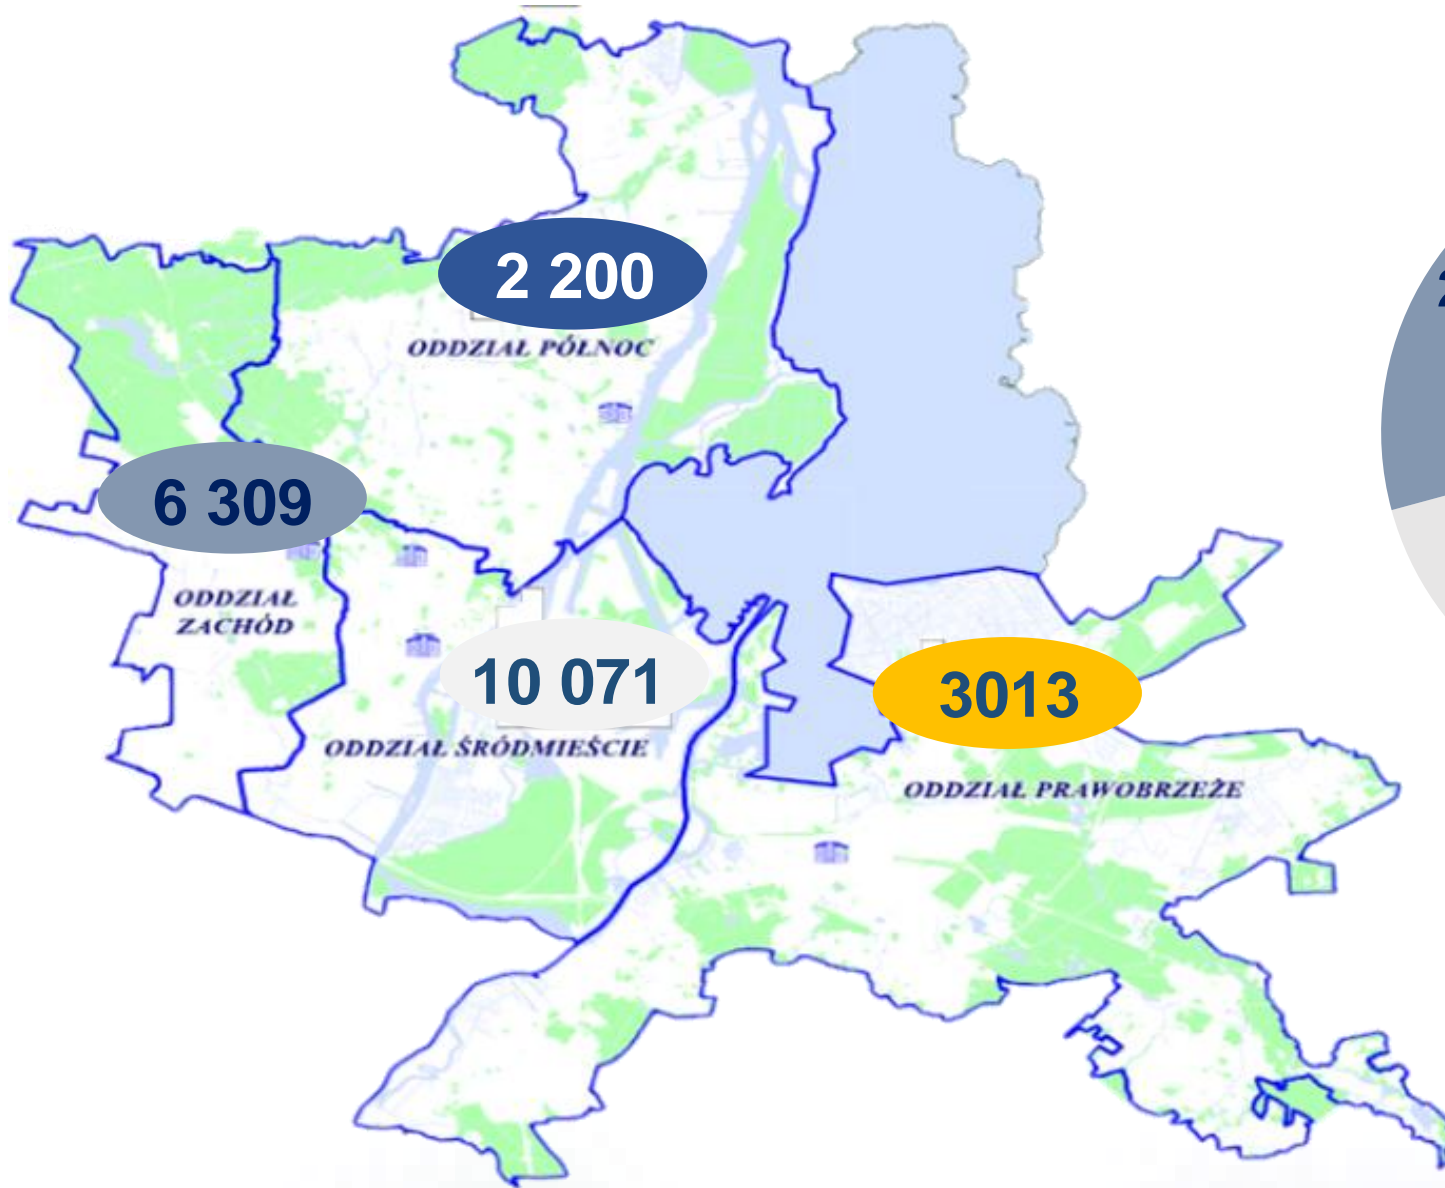 2 200
ODDZIAŁ PÓŁNOC
6 309
ODDZIAŁ
ZACHÓD
10 071
ODDZIAŁ ŚRÓDMIEŚCIE
3013
ODDZIAŁ PRAWOBRZEŻE